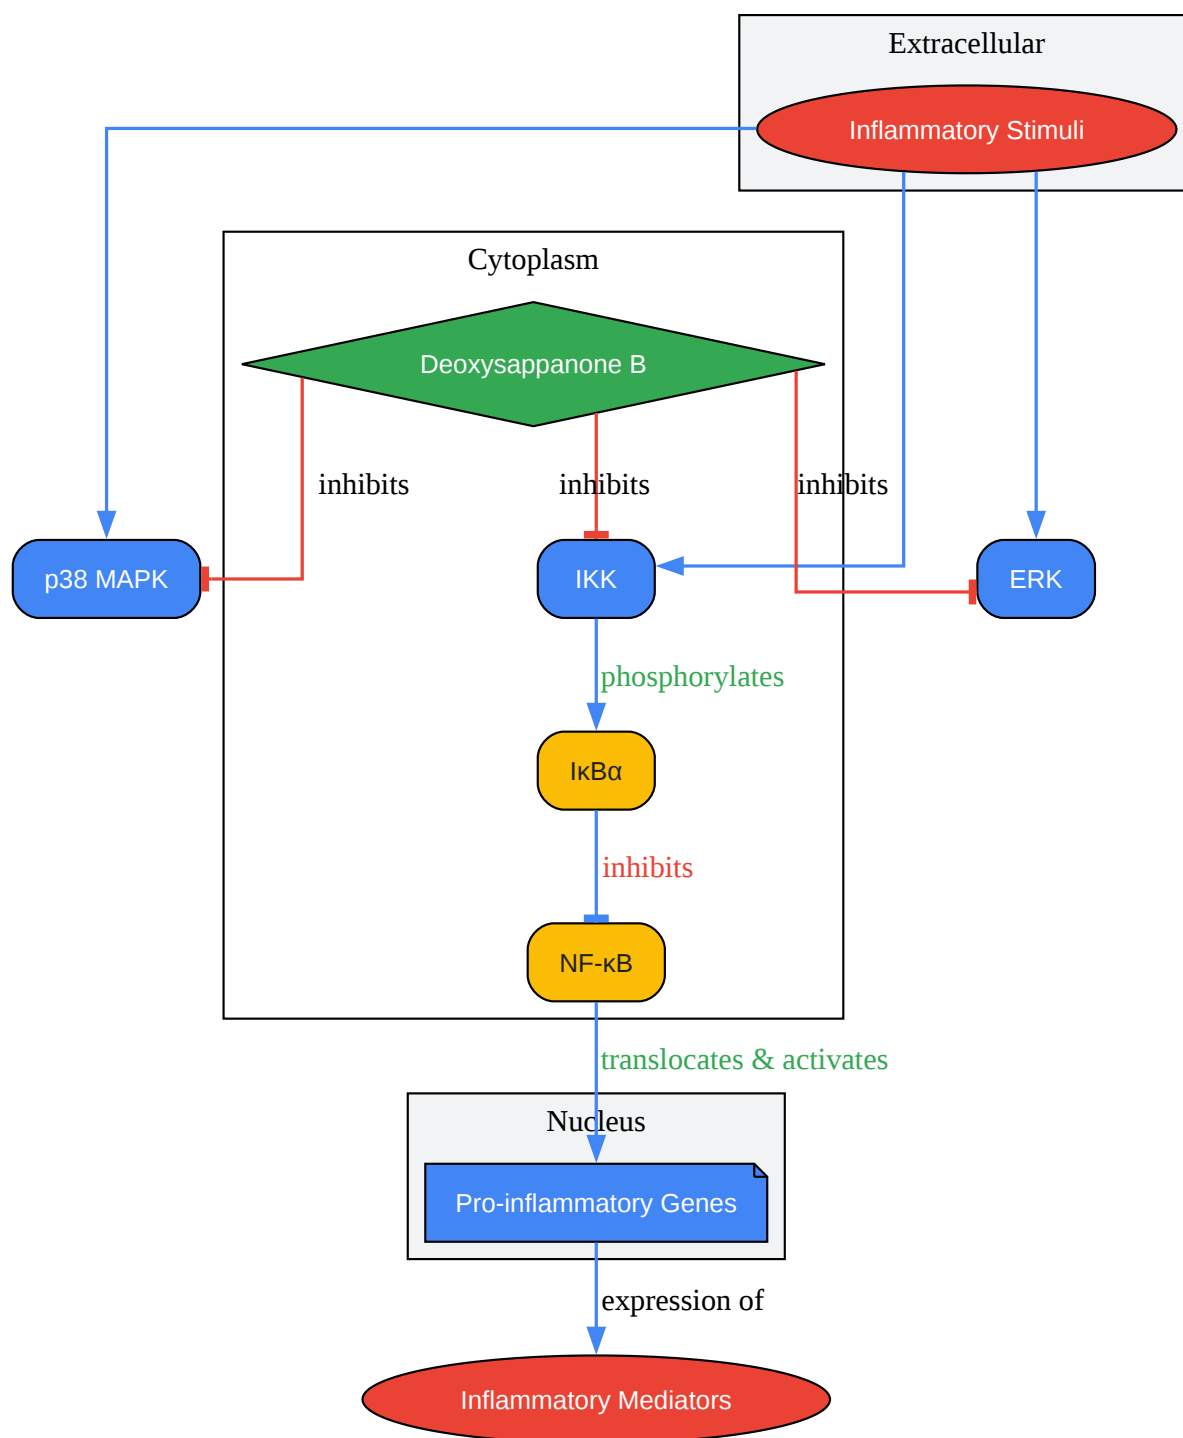 Extracellular
Inflammatory Stimuli
Cytoplasm
Deoxysappanone B
inhibits
inhibits
inhibits
p38 MAPK
IKK
ERK
phosphorylates
IκBα
inhibits
NF-κB
translocates & activates
Nucleus
Pro-inflammatory Genes
expression of
Inflammatory Mediators